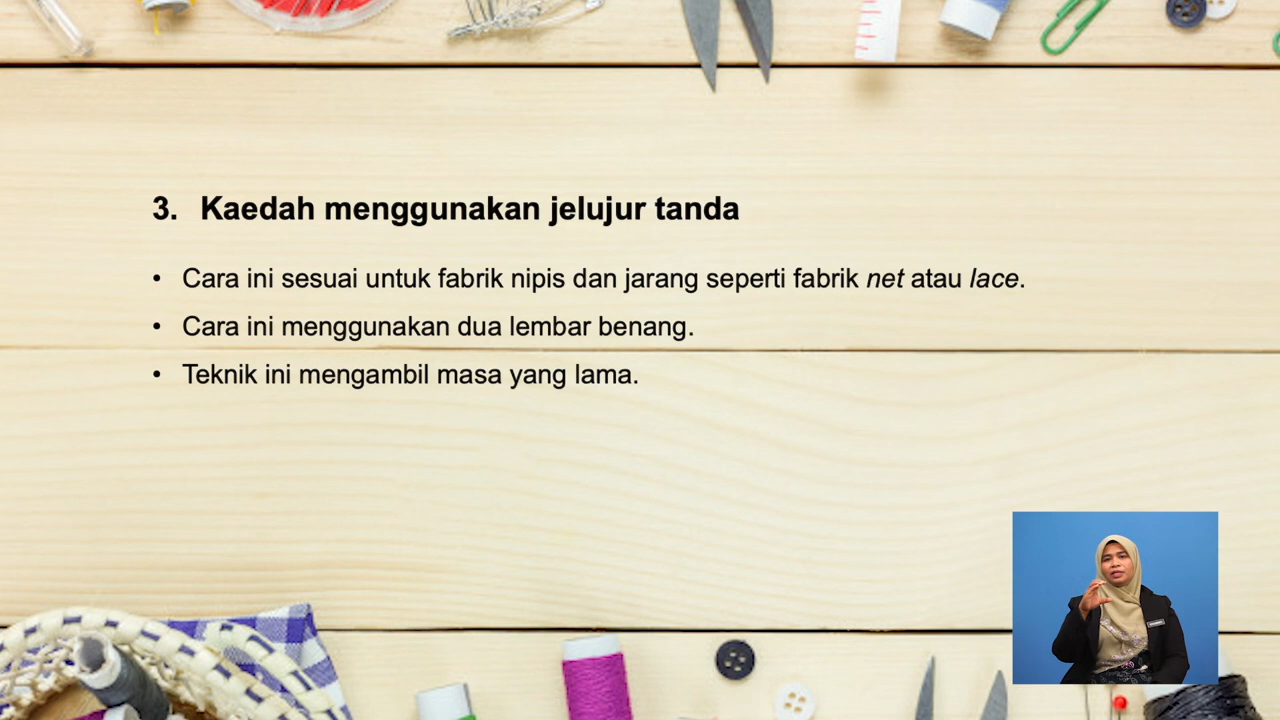 3. Kaedah menggunakan jelujur tanda
• Cara ini sesuai untuk fabrik nipis dan jarang seperti fabrik net atau lace.
• Cara ini menggunakan dua lembar benang.
• Teknik ini mengambil masa yang lama.